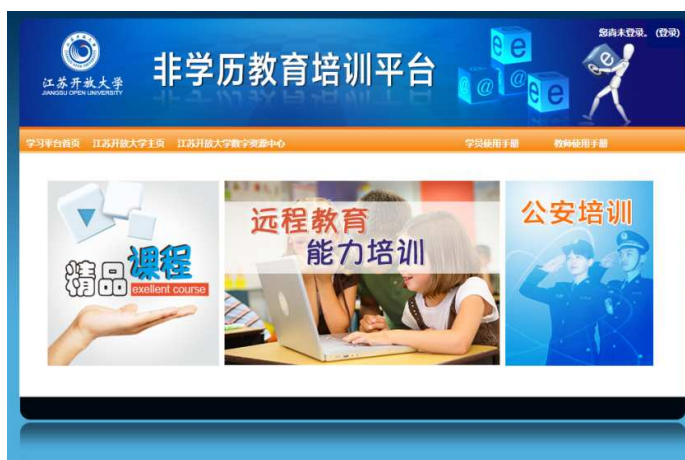 您尚未登录。 (登录)
江苏开放大学
JIANGSU OPEN UNIVERSITY
非学历教育培训平台
e e
@ @ e e
学习平台首页 江苏开放大学主页 江苏开放大学数字资源中心 学员使用手册 教师使用手册
精品课程
exellent course
远程教育
能力培训
公安培训